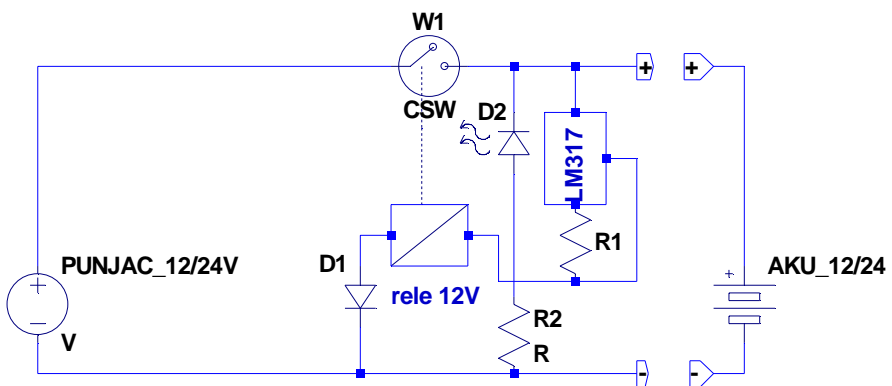 W1
CSW
D2
+
+
LM317
R1
PUNJAC_12/24V
+
V
D1
rele 12V
R2
R
+
AKU_12/24
-
-